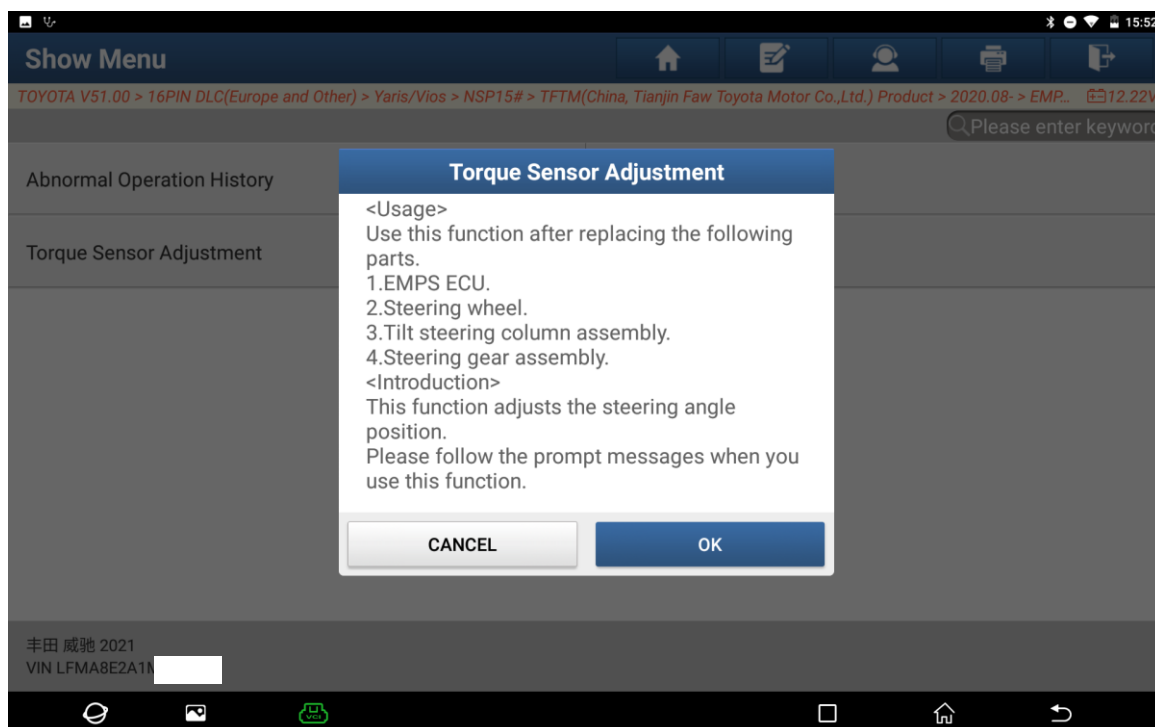 15:52
Show Menu
TOYOTA V51.00 > 16PIN DLC(Europe and Other) > Yaris/Vios > NSP15# > TFTM(China, Tianjin Faw Toyota Motor Co.,Ltd.) Product > 2020.08- > EMP... 12.22V
Please enter keyword
Abnormal Operation History
Torque Sensor Adjustment
Torque Sensor Adjustment
<Usage>
Use this function after replacing the following
parts.
1.EMPS ECU.
2.Steering wheel.
3.Tilt steering column assembly.
4.Steering gear assembly.
<Introduction>
This function adjusts the steering angle
position.
Please follow the prompt messages when you
use this function.
CANCEL
OK
丰田 威驰 2021
VIN LFMA8E2A1M
VCI